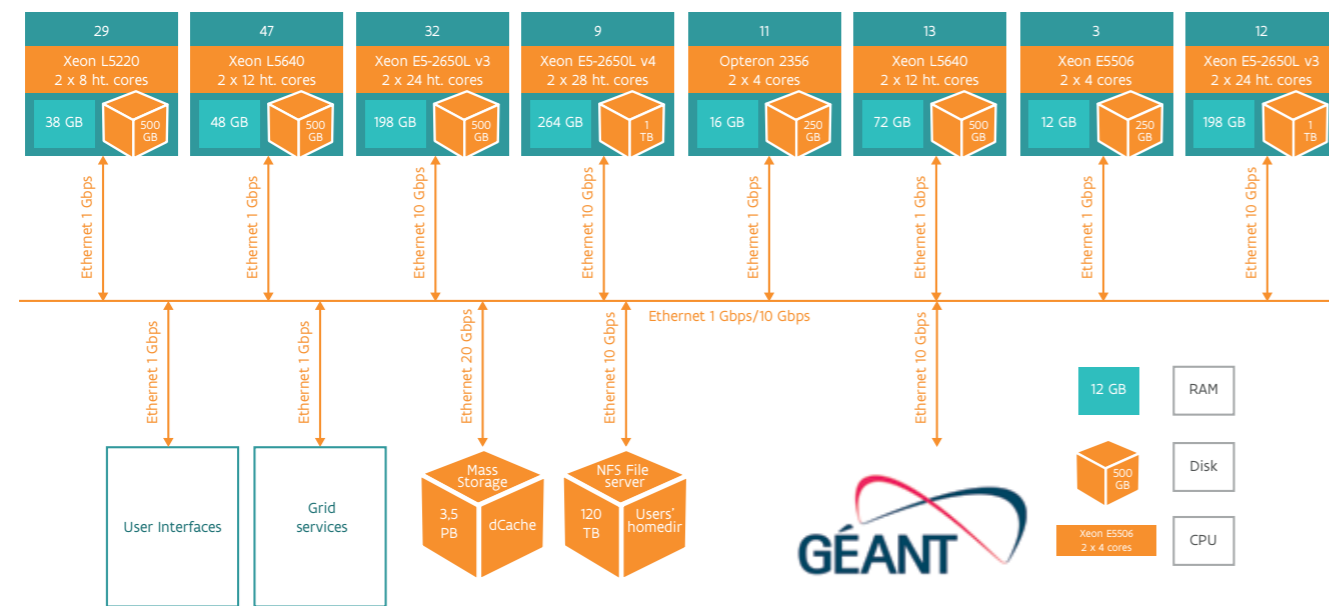 29
Xeon L5220
2 x 8 ht. cores
38 GB
500
GB
47
Xeon L5640
2 x 12 ht. cores
48 GB
500
GB
32
Xeon E5-2650L v3
2 x 24 ht. cores
198 GB
500
GB
9
Xeon E5-2650L v4
2 x 28 ht. cores
264 GB
1
TB
11
Opteron 2356
2 x 4 cores
16 GB
250
GB
13
Xeon L5640
2 x 12 ht. cores
72 GB
500
GB
3
Xeon E5506
2 x 4 cores
12 GB
250
GB
12
Xeon E5-2650L v3
2 x 24 ht. cores
198 GB
1
TB
Ethernet 1 Gbps
Ethernet 1 Gbps
Ethernet 10 Gbps
Ethernet 10 Gbps
Ethernet 1 Gbps
Ethernet 1 Gbps
Ethernet 1 Gbps
Ethernet 10 Gbps
Ethernet 1 Gbps/10 Gbps
Ethernet 1 Gbps
Ethernet 1 Gbps
Ethernet 20 Gbps
Ethernet 10 Gbps
Ethernet 10 Gbps
User Interfaces
Grid
services
Mass
Storage
3,5
PB
dCache
NFS File
server
120
TB
Users'
homedir
GÉANT
12 GB
RAM
500
GB
Disk
Xeon E5506
2 x 4 cores
CPU